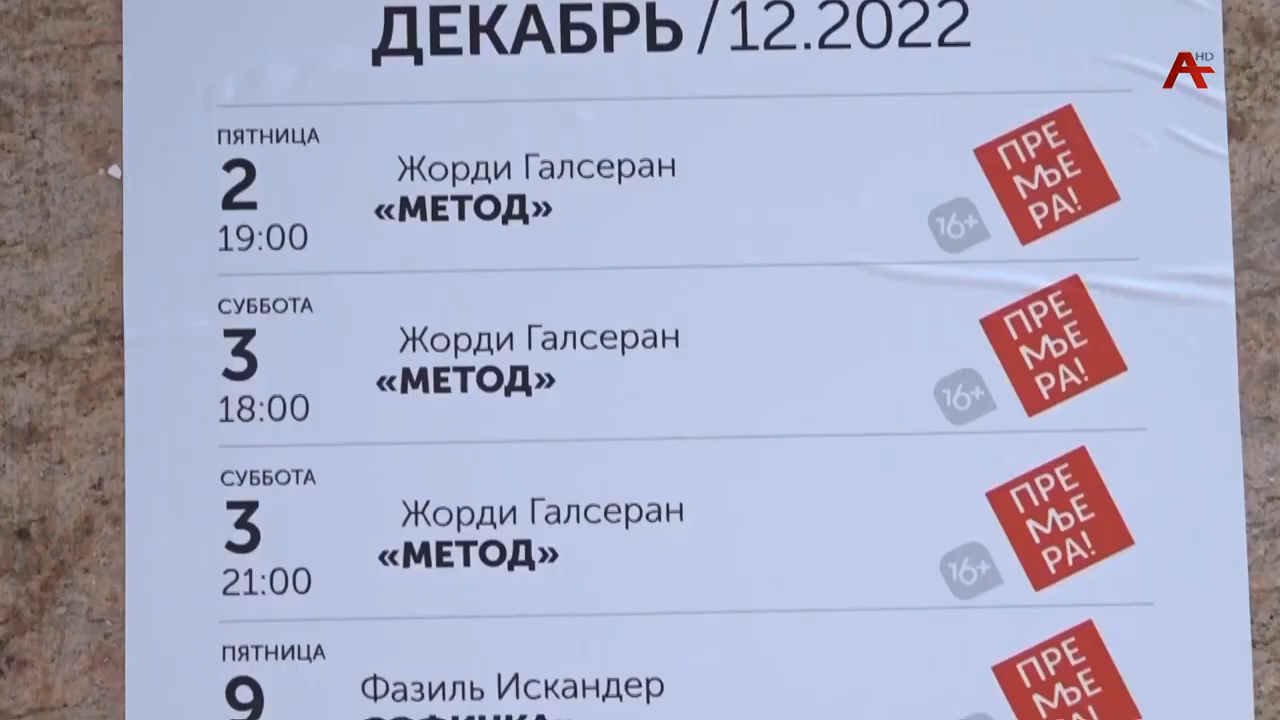 ДЕКАБРЬ / 12.2022
HD
ПЯТНИЦА
2
19:00
Жорди Галсеран
«МЕТОД»
16+
ПРЕ
МЬЕ
РА!
СУББОТА
3
18:00
Жорди Галсеран
«МЕТОД»
16+
ПРЕ
МЬЕ
РА!
СУББОТА
3
21:00
Жорди Галсеран
«МЕТОД»
16+
ПРЕ
МЬЕ
РА!
ПЯТНИЦА
9
Фазиль Искандер
ПРЕ
МЬЕ